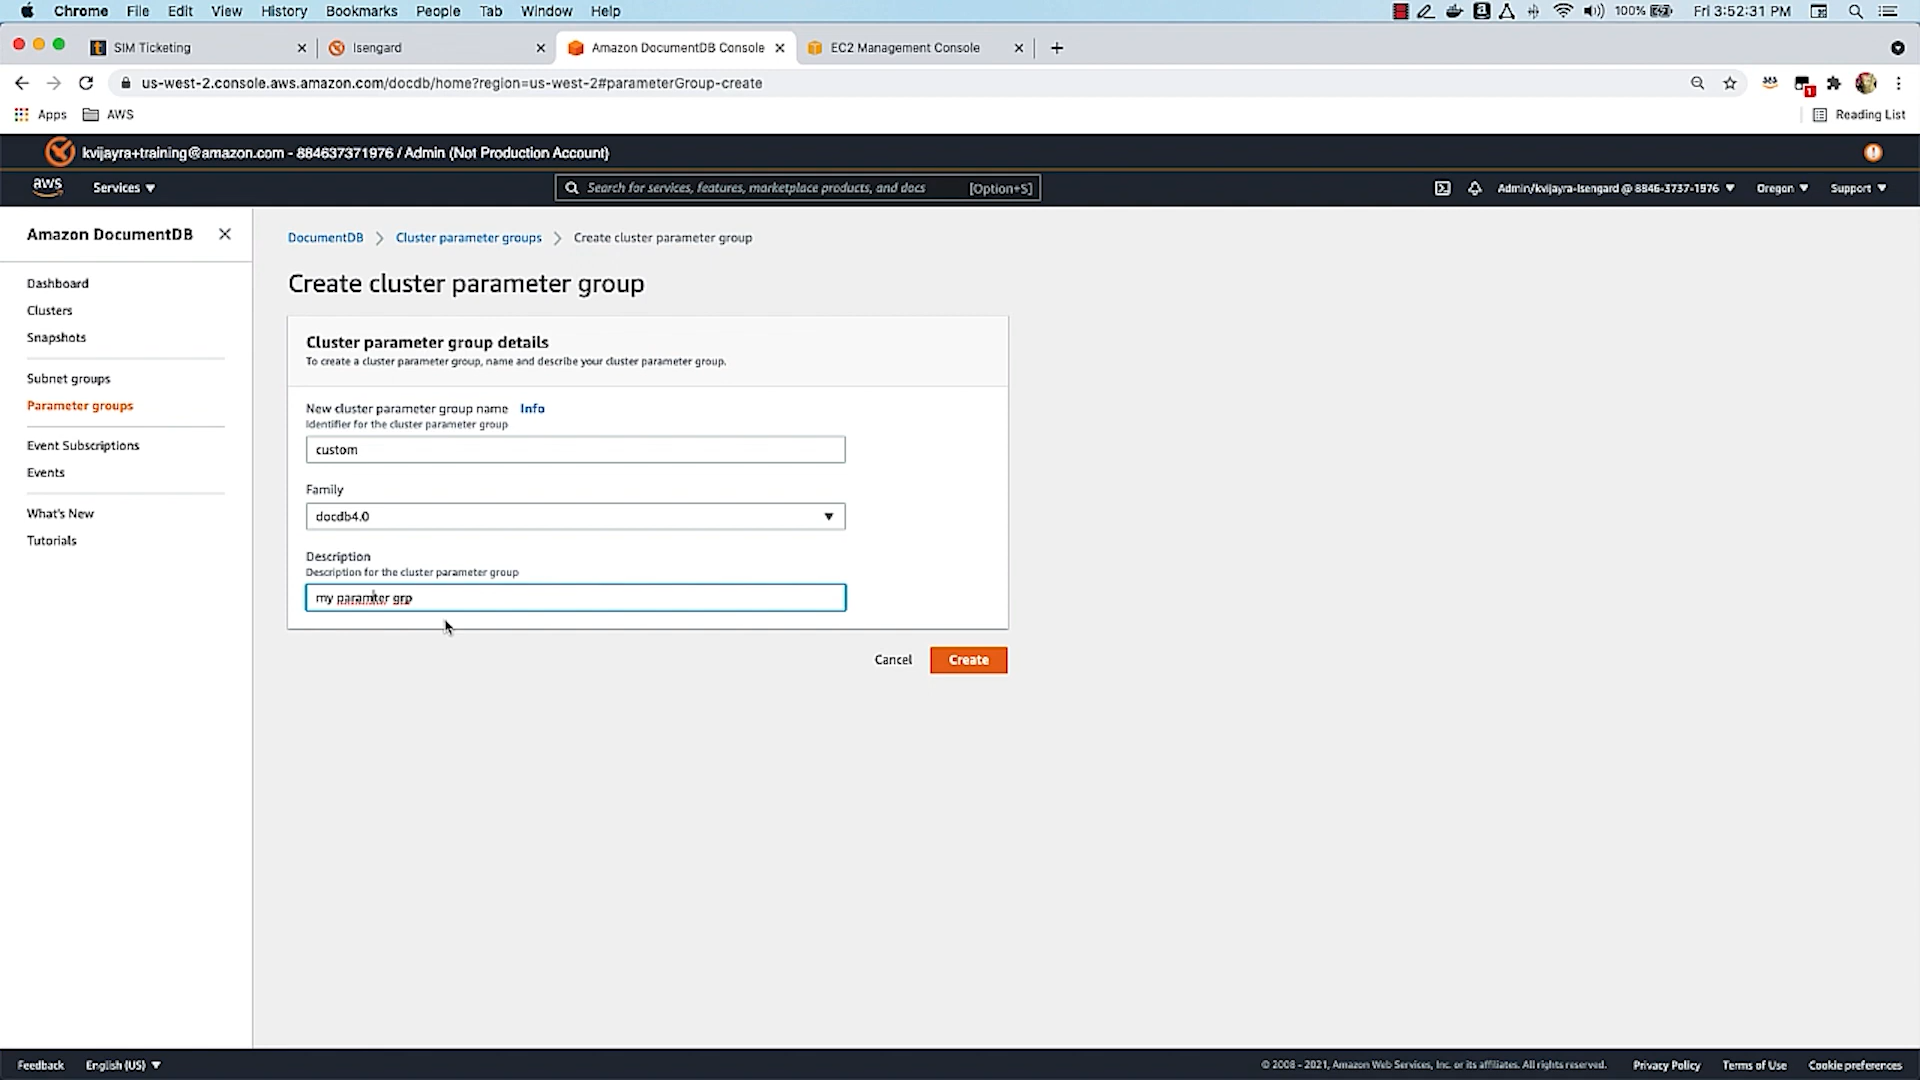 Chrome File Edit View History Bookmarks People Tab Window Help 100% Fri 3:52:31 PM
SIM Ticketing Isengard Amazon DocumentDB Console EC2 Management Console
us-west-2.console.aws.amazon.com/docdb/home?region=us-west-2#parameterGroup-create
Apps AWS Reading List
kvijayra+training@amazon.com - 884637371976 / Admin (Not Production Account)
aws Services Search for services, features, marketplace products, and docs [Option+S] Admin/kvijayra-Isengard @ 8846-3737-1976 Oregon Support
Amazon DocumentDB
Dashboard
Clusters
Snapshots
Subnet groups
Parameter groups
Event Subscriptions
Events
What's New
Tutorials
DocumentDB Cluster parameter groups Create cluster parameter group
Create cluster parameter group
Cluster parameter group details
To create a cluster parameter group, name and describe your cluster parameter group.
New cluster parameter group name Info
Identifier for the cluster parameter group
custom
Family
docdb4.0
Description
Description for the cluster parameter group
my paramter grp
Cancel Create
Feedback English (US) © 2008 - 2021, Amazon Web Services, Inc. or its affiliates. All rights reserved. Privacy Policy Terms of Use Cookie preferences